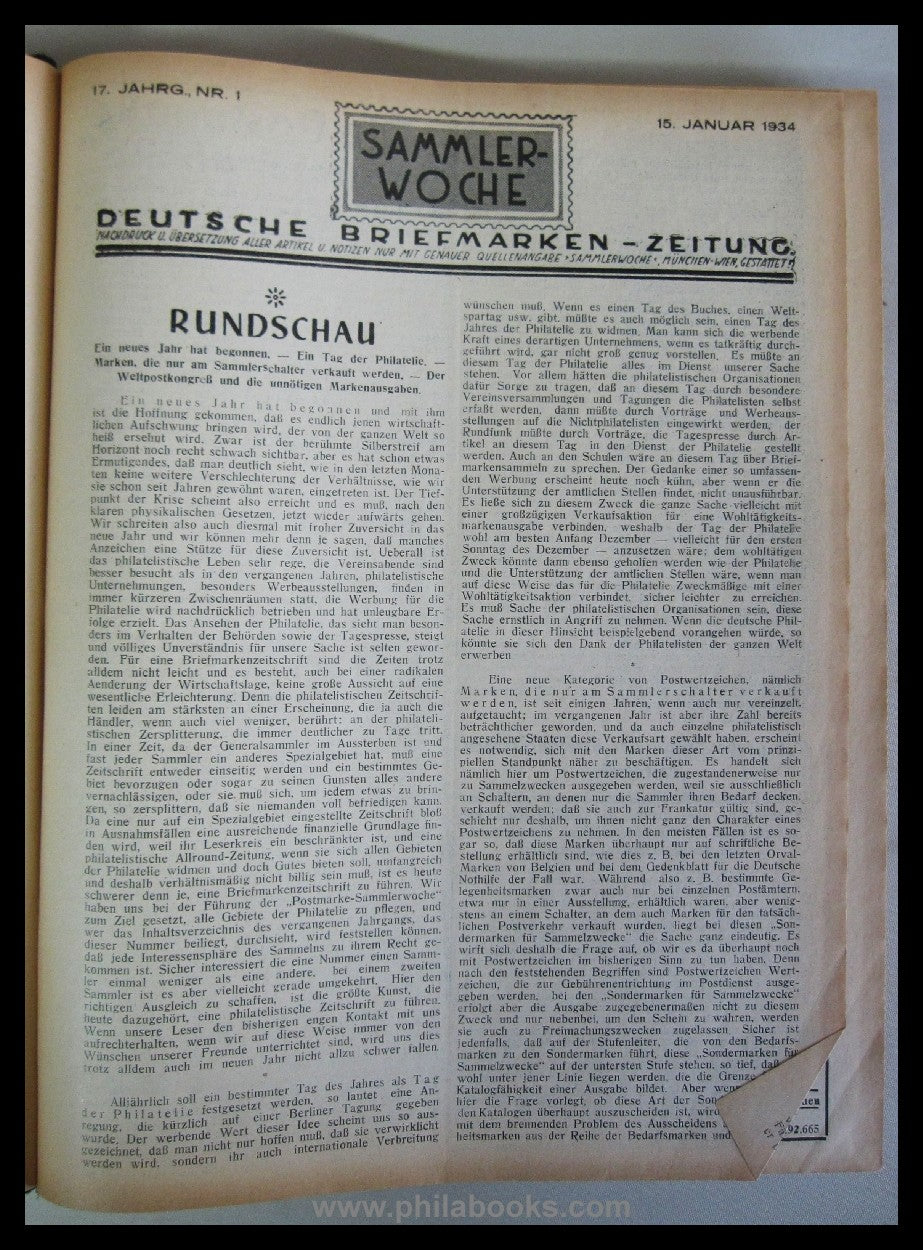 17. JAHRG., NR. 1
15. JANUAR 1934
SAMMLER-
WOCHE
DEUTSCHE BRIEFMARKEN-ZEITUNG
NACHDRUCK U. ÜBERSETZUNG ALLER ARTIKEL U. NOTIZEN NUR MIT GENAUER QUELLENANGABE »SAMMLERWOCHE«, MÜNCHEN-WIEN, GESTATTET
RUNDSCHAU
Ein neues Jahr hat begonnen. — Ein Tag der Philatelie. —
Marken, die nur am Sammlerschalter verkauft werden. — Der
Weltpostkongreß und die unnötigen Markenausgaben.
Ein neues Jahr hat begonnen und mit ihm
ist die Hoffnung gekommen, daß es endlich jenen wirtschaft-
lichen Aufschwung bringen wird, der von der ganzen Welt so
heiß ersehnt wird. Zwar ist der berühmte Silberstreif am
Horizont noch recht schwach sichtbar, aber es hat schon etwas
Ermutigendes, daß man deutlich sieht, wie in den letzten Mona-
ten keine weitere Verschlechterung der Verhältnisse, wie wir
sie schon seit Jahren gewöhnt waren, eingetreten ist. Der Tief-
punkt der Krise scheint also erreicht und es muß, nach den
klaren physikalischen Gesetzen, jetzt wieder aufwärts gehen.
Wir schreiten also auch diesmal mit froher Zuversicht in das
neue Jahr und wir können mehr denn je sagen, daß manches
Anzeichen eine Stütze für diese Zuversicht ist. Ueberall ist
das philatelistische Leben sehr rege, die Vereinsabende sind
besser besucht als in den vergangenen Jahren, philatelistische
Unternehmungen, besonders Werbeausstellungen, finden in
immer kürzeren Zwischenräumen statt, die Werbung für die
Philatelie wird nachdrücklich betrieben und hat unleugbare Er-
folge erzielt. Das Ansehen der Philatelie, das sieht man beson-
ders im Verhalten der Behörden sowie der Tagespresse, steigt
und völliges Unverständnis für unsere Sache ist selten gewor-
den. Für eine Briefmarkenzeitschrift sind die Zeiten trotz
alldem nicht leicht und es besteht, auch bei einer radikalen
Aenderung der Wirtschaftslage, keine große Aussicht auf eine
wesentliche Erleichterung. Denn die philatelistischen Zeitschrif-
ten leiden am stärksten an einer Erscheinung, die ja auch die
Händler, wenn auch viel weniger, berührt: an der philateli-
stischen Zersplitterung, die immer deutlicher zu Tage tritt.
In einer Zeit, da der Generalsammler im Aussterben ist und
fast jeder Sammler ein anderes Spezialgebiet hat, muß eine
Zeitschrift entweder einseitig werden und ein bestimmtes Ge-
biet bevorzugen oder sogar zu seinen Gunsten alles andere
vernachlässigen, oder sie muß sich, um jedem etwas zu brin-
gen, so zersplittern, daß sie niemanden voll befriedigen kann.
Da eine nur auf ein Spezialgebiet eingestellte Zeitschrift bloß
in Ausnahmsfällen eine ausreichende finanzielle Grundlage fin-
den wird, weil ihr Leserkreis ein beschränkter ist, und eine
philatelistische Allround-Zeitung, wenn sie sich allen Gebieten
der Philatelie widmen und doch Gutes bieten soll, umfangreich
und deshalb verhältnismäßig nicht billig sein muß, ist es heute
schwerer denn je, eine Briefmarkenzeitschrift zu führen. Wir
haben uns bei der Führung der „Postmarke-Sammlerwoche"
zum Ziel gesetzt, alle Gebiete der Philatelie zu pflegen, und
wer das Inhaltsverzeichnis des vergangenen Jahrgangs, das
dieser Nummer beiliegt, durchsieht, wird feststellen können,
daß jede Interessensphäre des Sammelns zu ihrem Recht ge-
kommen ist. Sicher interessiert die eine Nummer einen Samm-
ler einmal weniger als eine andere, bei einem zweiten
Sammler ist es aber vielleicht gerade umgekehrt. Hier den
richtigen Ausgleich zu schaffen, ist die größte Kunst, die
heute dazugehört, eine philatelistische Zeitschrift zu führen.
Wenn unsere Leser den bisherigen engen Kontakt mit uns
aufrechterhalten, wenn wir auf diese Weise immer von den
Wünschen unserer Freunde unterrichtet sind, wird uns dies
trotz alldem auch im neuen Jahr nicht allzu schwer fallen.
*
Alljährlich soll ein bestimmter Tag des Jahres als Tag
der Philatelie festgesetzt werden, so lautet eine An-
regung, die kürzlich auf einer Berliner Tagung gegeben
wurde. Der werbende Wert dieser Idee scheint uns so aus-
gezeichnet, daß man nicht nur hoffen muß, daß sie verwirklicht
werden wird, sondern ihr auch internationale Verbreitung
wünschen muß. Wenn es einen Tag des Buches, einen Welt-
spartag usw. gibt, müßte es auch möglich sein, einen Tag des
Jahres der Philatelie zu widmen. Man kann sich die werbende
Kraft eines derartigen Unternehmens, wenn es tatkräftig durch-
geführt wird, gar nicht groß genug vorstellen. Es müßte an
diesem Tag der Philatelie alles im Dienst unserer Sache
stehen. Vor allem hätten die philatelistischen Organisationen
dafür Sorge zu tragen, daß an diesem Tag durch besondere
Vereinsversammlungen und Tagungen die Philatelisten selbst
erfaßt werden, dann müßte durch Vorträge und Werbeaus-
stellungen auf die Nichtphilatelisten eingewirkt werden, der
Rundfunk müßte durch Vorträge, die Tagespresse durch Ar-
tikel an diesem Tag in den Dienst der Philatelie gestellt
werden. Auch an den Schulen wäre an diesem Tag über Brief-
markensammeln zu sprechen. Der Gedanke einer so umfassen-
den Werbung erscheint heute noch kühn, aber wenn er die
Unterstützung der amtlichen Stellen findet, nicht unausführbar.
Es ließe sich zu diesem Zweck die ganze Sache vielleicht mit
einer großzügigen Verkaufsaktion für eine Wohltätigkeits-
markenausgabe verbinden, weshalb der Tag der Philatelie
wohl am besten Anfang Dezember — vielleicht für den ersten
Sonntag des Dezember — anzusetzen wäre; dem wohltätigen
Zweck könnte dann ebenso geholfen werden wie der Philatelie
und die Unterstützung der amtlichen Stellen wäre, wenn man
auf diese Weise das für die Philatelie Zweckmäßige mit einer
Wohltätigkeitsaktion verbindet, sicher leichter zu erreichen.
Es muß Sache der philatelistischen Organisationen sein, diese
Sache ernstlich in Angriff zu nehmen. Wenn die deutsche Phil-
atelie in dieser Hinsicht beispielgebend vorangehen würde, so
könnte sie sich den Dank der Philatelisten der ganzen Welt
erwerben
*
Eine neue Kategorie von Postwertzeichen, nämlich
Marken, die nur am Sammlerschalter verkauft
werden, ist seit einigen Jahren, wenn auch nur vereinzelt,
aufgetaucht; im vergangenen Jahr ist aber ihre Zahl bereits
beträchtlicher geworden, und da auch einzelne philatelistisch
angesehene Staaten diese Verkaufsart gewählt haben, erscheint
es notwendig, sich mit den Marken dieser Art vom prinzi-
piellen Standpunkt näher zu beschäftigen. Es handelt sich
nämlich hier um Postwertzeichen, die zugestandenerweise nur
zu Sammelzwecken ausgegeben werden, weil sie ausschließlich
an Schaltern, an denen nur die Sammler ihren Bedarf decken,
verkauft werden; daß sie auch zur Frankatur gültig sind, ge-
schieht nur deshalb, um ihnen nicht ganz den Charakter eines
Postwertzeichens zu nehmen. In den meisten Fällen ist es so-
gar so, daß diese Marken überhaupt nur auf schriftliche Be-
stellung erhältlich sind, wie dies z. B. bei den letzten Orval-
Marken von Belgien und bei dem Gedenkblatt für die Deutsche
Nothilfe der Fall war. Während also z. B. bestimmte Ge-
legenheitsmarken zwar auch nur bei einzelnen Postämtern,
etwa nur in einer Ausstellung, erhältlich waren, aber wenig-
stens an einem Schalter, an dem auch Marken für den tatsäch-
lichen Postverkehr verkauft wurden, liegt bei diesen „Son-
dermarken für Sammelzwecke" die Sache ganz eindeutig. Es
wirft sich deshalb die Frage auf, ob wir es da überhaupt noch
mit Postwertzeichen im bisherigen Sinn zu tun haben. Denn
nach den feststehenden Begriffen sind Postwertzeichen Wert-
zeichen, die zur Gebührenentrichtung im Postdienst ausge-
geben werden, bei den „Sondermarken für Sammelzwecke"
erfolgt aber die Ausgabe zugegebenermaßen nicht zu diesem
Zweck und nur nebenbei, um den Schein zu wahren, werden
sie auch zu Freimachungszwecken zugelassen. Sicher ist
jedenfalls, daß auf der Stufenleiter, die von den Bedarfs-
marken zu den Sondermarken führt, diese „Sondermarken für
Sammelzwecke" auf der untersten Stufe stehen, so tief, daß
wohl unter jener Linie liegen werden, die die Grenze
Katalogfähigkeit einer Ausgabe bildet. Aber wenn
hier die Frage vorlegt, ob diese Art der Son
den Katalogen überhaupt auszuscheiden ist, wird
mit dem brennenden Problem des Ausscheidens
heitsmarken aus der Reihe der Bedarfsmarken und
92.665
www.philabooks.com